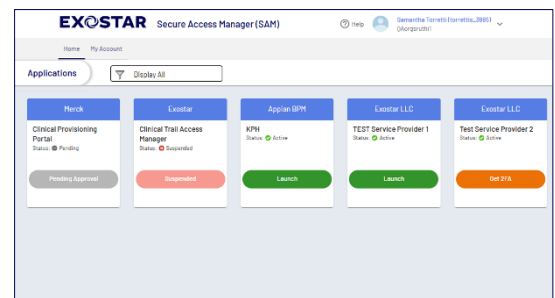 EXOSTAR Secure Access Manager (SAM)
Help
Samantha Torretti (torrettis_3985)
Home My Account
Applications
Display All
Merck
Clinical Provisioning
Portal
Status: Pending
Pending Approval
Exostar
Clinical Trail Access
Manager
Status: Suspended
Suspended
Appian BPM
KPH
Status: Active
Launch
Exostar LLC
TEST Service Provider 1
Status: Active
Launch
Exostar LLC
Test Service Provider 2
Status: Active
Get 2FA